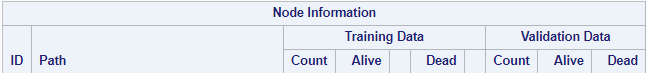 Node Information
Training Data Validation Data
ID Path Count Alive Dead Count Alive Dead